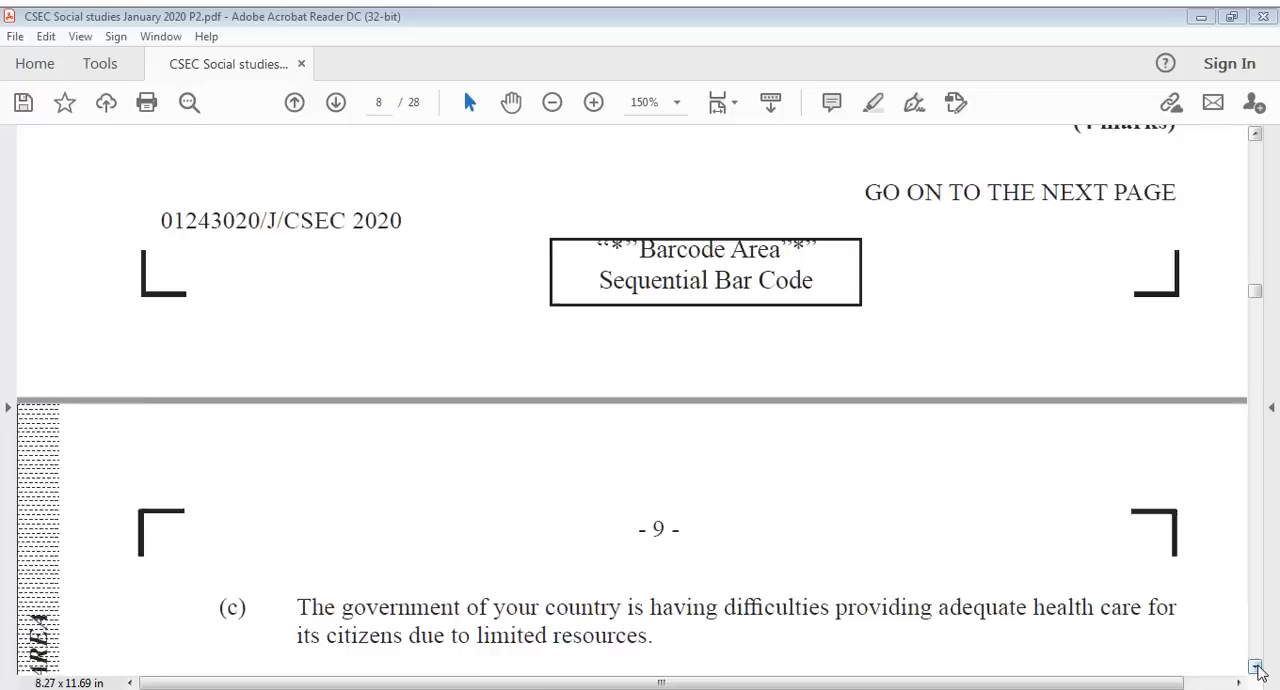 CSEC Social studies January 2020 P2.pdf - Adobe Acrobat Reader DC (32-bit)
File Edit View Sign Window Help
Home Tools CSEC Social studies... × ? Sign In
8 / 28 150%
marks)
GO ON TO THE NEXT PAGE
01243020/J/CSEC 2020
“*”Barcode Area”*”
Sequential Bar Code
- 9 -
(c) The government of your country is having difficulties providing adequate health care for
its citizens due to limited resources.
AREA
8.27 x 11.69 in